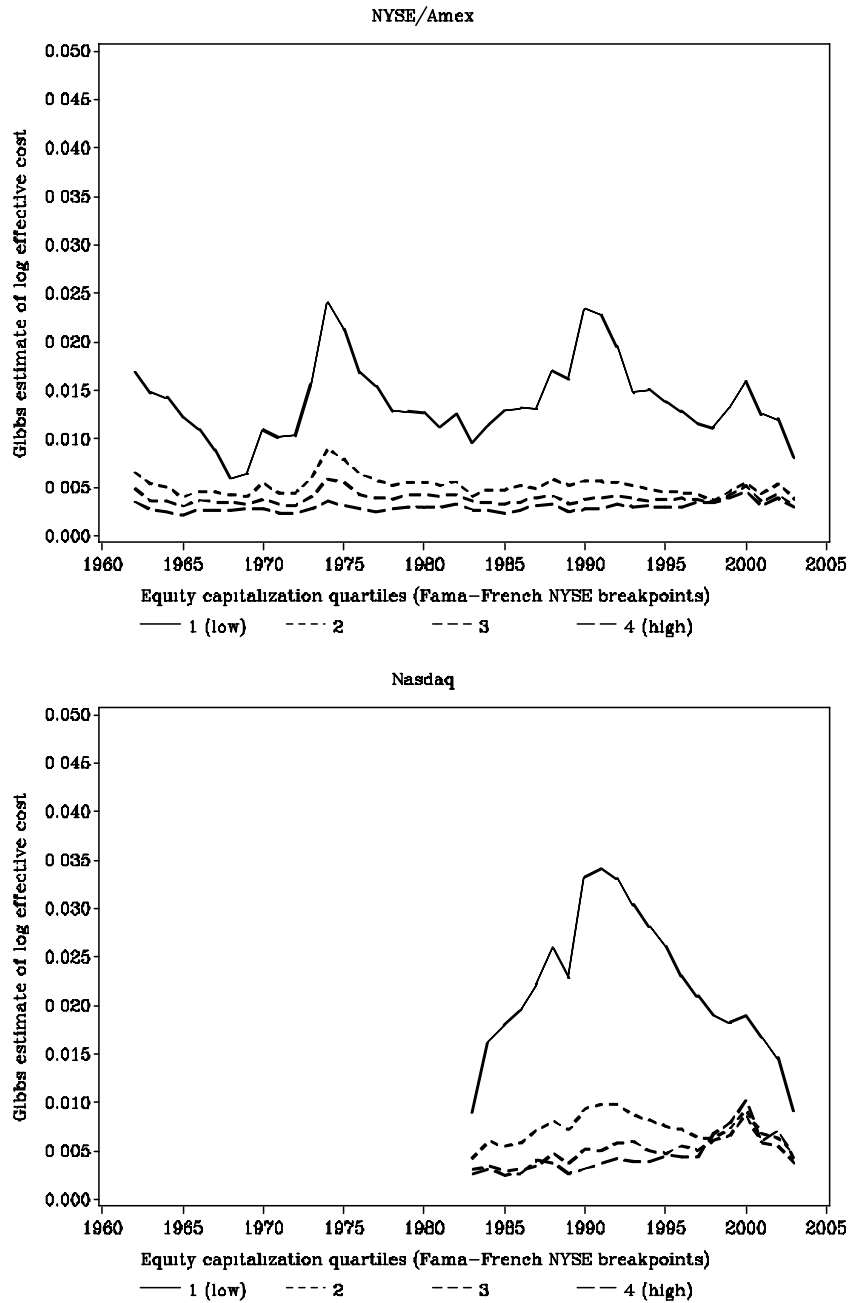 NYSE/Amex
Gibbs estimate of log effective cost
0.050
0 045
0.040
0 035
0.030
0.025
0 020
0.015
0.010
0 005
0.000
1960 1965 1970 1975 1980 1985 1990 1995 2000 2005
Equity capitalization quartiles (Fama-French NYSE breakpoints)
1 (low) 2 3 4 (high)
Nasdaq
Gibbs estimate of log effective cost
0.050
0 045
0.040
0 035
0.030
0.025
0 020
0.015
0.010
0 005
0.000
1960 1965 1970 1975 1980 1985 1990 1995 2000 2005
Equity capitalization quartiles (Fama-French NYSE breakpoints)
1 (low) 2 3 4 (high)